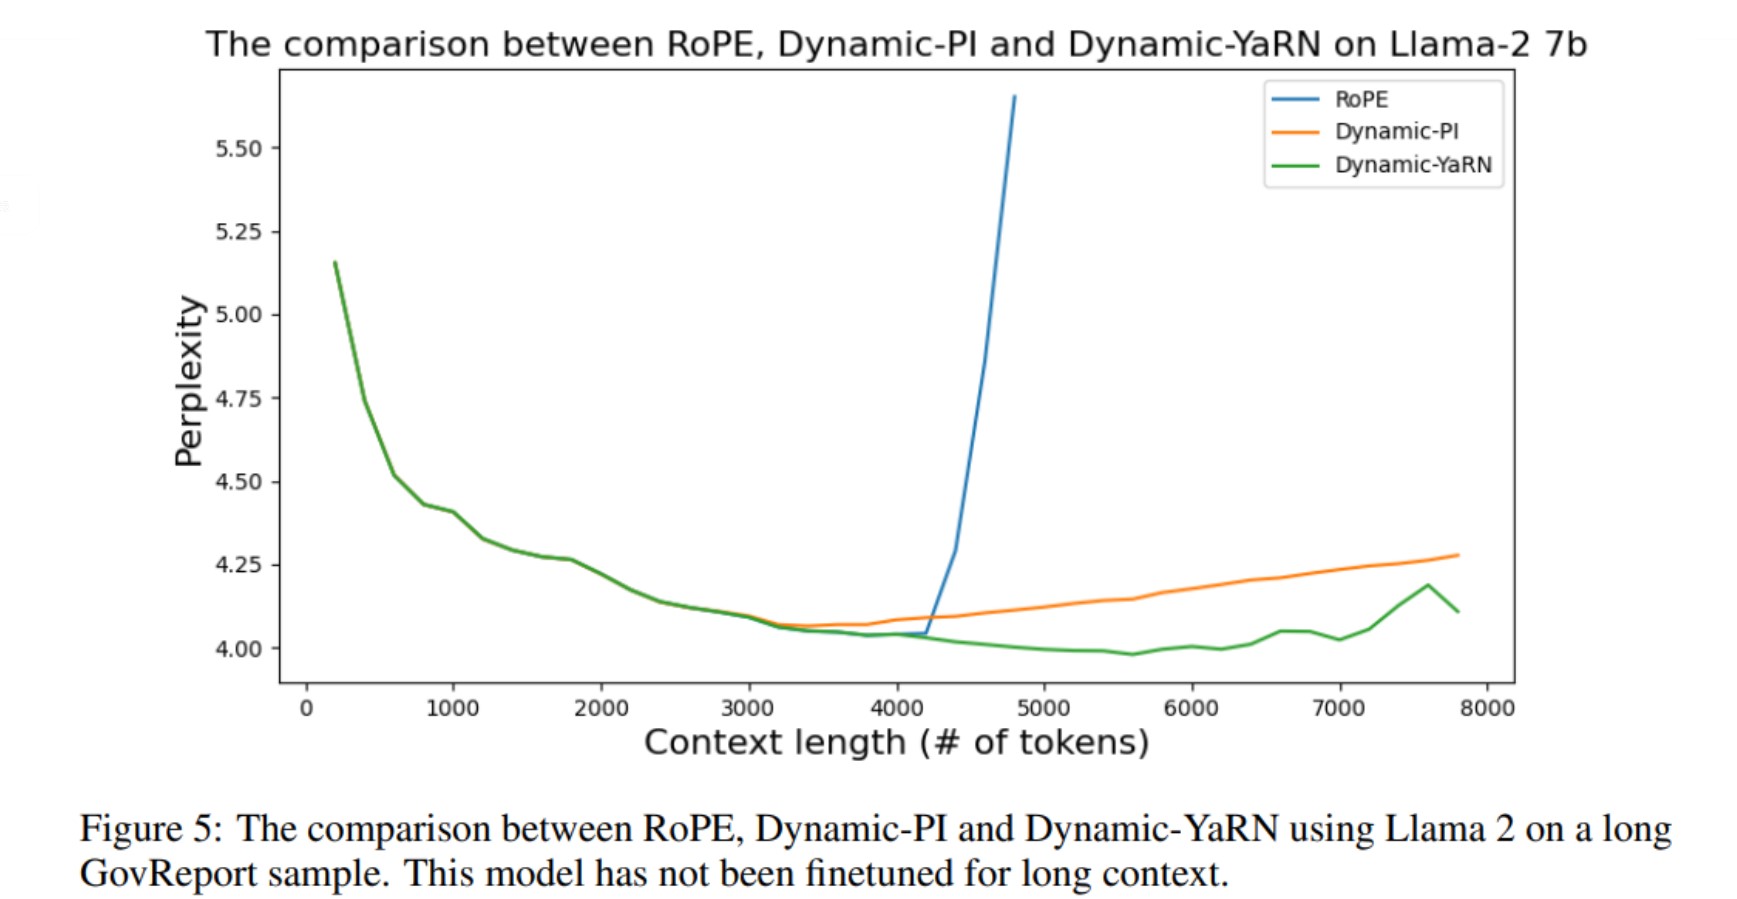 The comparison between RoPE, Dynamic-PI and Dynamic-YaRN on Llama-2 7b
RoPE
Dynamic-PI
Dynamic-YaRN
Perplexity
5.50
5.25
5.00
4.75
4.50
4.25
4.00
0 1000 2000 3000 4000 5000 6000 7000 8000
Context length (# of tokens)
Figure 5: The comparison between RoPE, Dynamic-PI and Dynamic-YaRN using Llama 2 on a long
GovReport sample. This model has not been finetuned for long context.